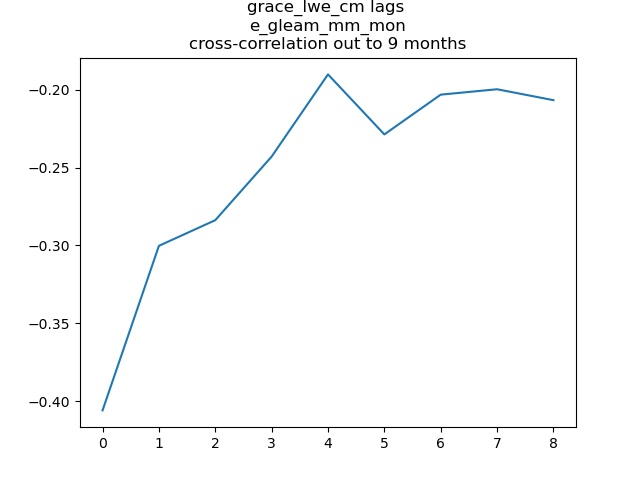 grace_lwe_cm lags
e_gleam_mm_mon
cross-correlation out to 9 months
−0.20
−0.25
−0.30
−0.35
−0.40
0 1 2 3 4 5 6 7 8